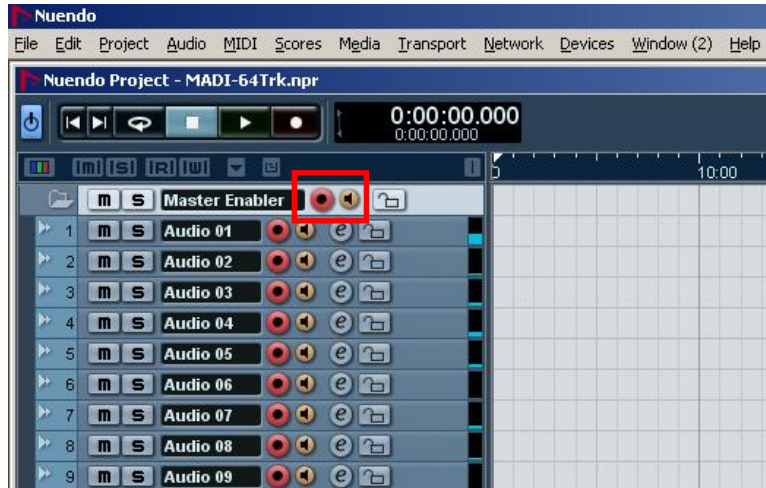 Nuendo
File Edit Project Audio MIDI Scores Media Transport Network Devices Window (2) Help
Nuendo Project - MADI-64Trk.npr
0:00:00.000
0:00:00.000
m S R W
10:00
m S Master Enabler
1 m S Audio 01 e
2 m S Audio 02 e
3 m S Audio 03 e
4 m S Audio 04 e
5 m S Audio 05 e
6 m S Audio 06 e
7 m S Audio 07 e
8 m S Audio 08 e
9 m S Audio 09 e